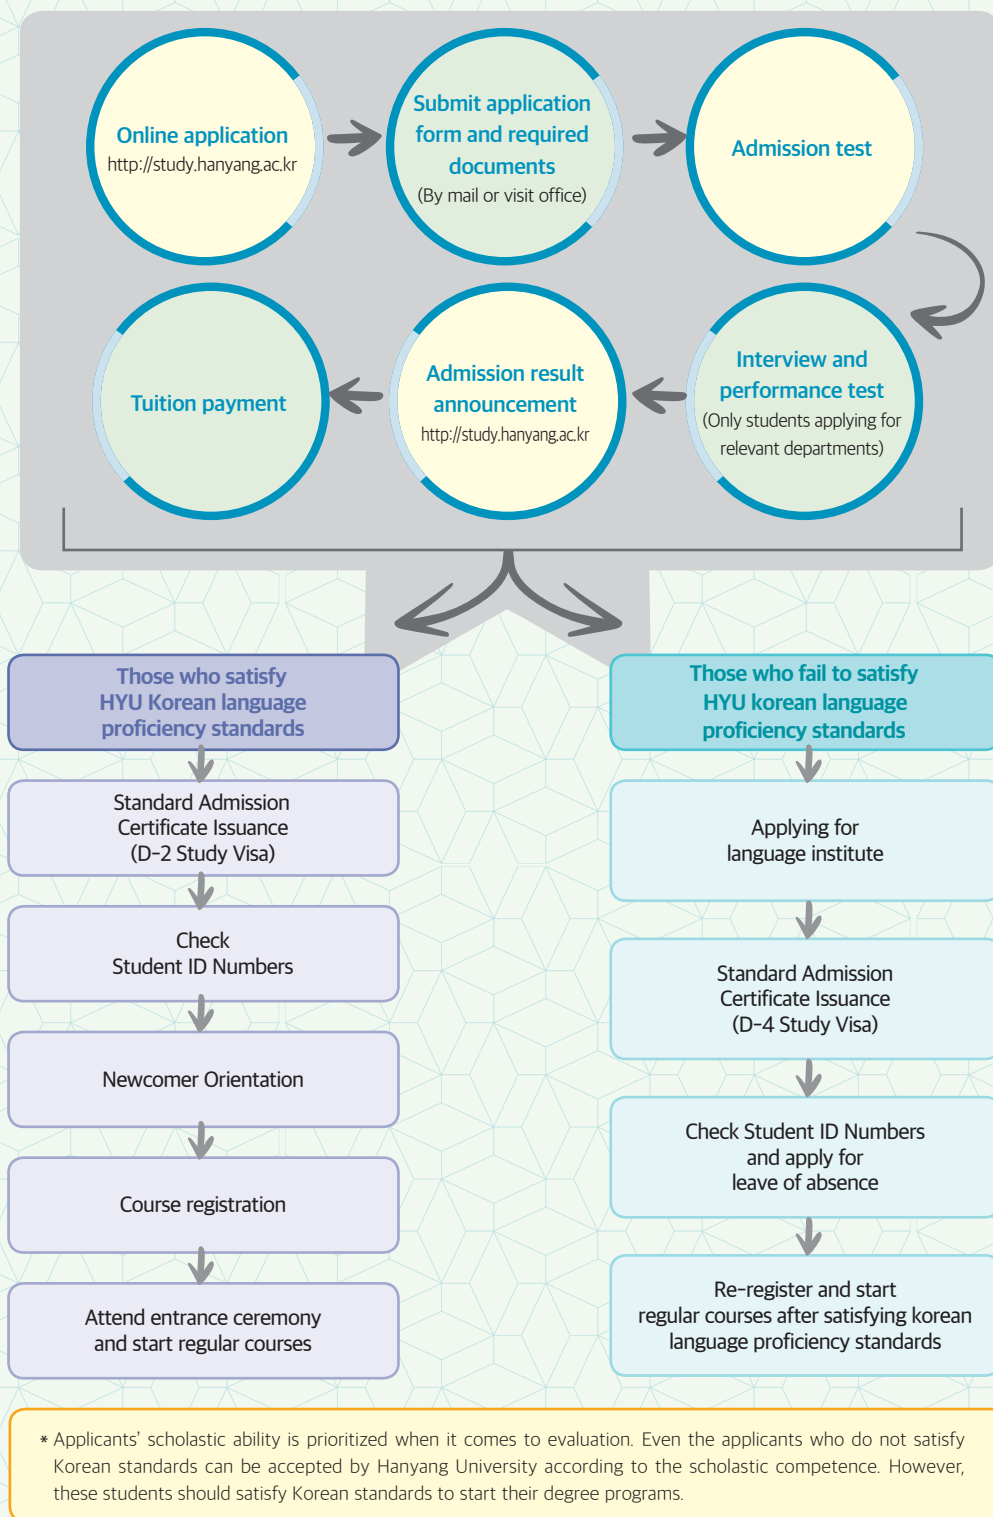 Online application
http://study.hanyang.ac.kr
Submit application
form and required
documents
(By mail or visit office)
Admission test
Interview and
performance test
(Only students applying for
relevant departments)
Admission result
announcement
http://study.hanyang.ac.kr
Tuition payment
Those who satisfy
HYU Korean language
proficiency standards
Standard Admission
Certificate Issuance
(D-2 Study Visa)
Check
Student ID Numbers
Newcomer Orientation
Course registration
Attend entrance ceremony
and start regular courses
Those who fail to satisfy
HYU korean language
proficiency standards
Applying for
language institute
Standard Admission
Certificate Issuance
(D-4 Study Visa)
Check Student ID Numbers
and apply for
leave of absence
Re-register and start
regular courses after satisfying korean
language proficiency standards
* Applicants' scholastic ability is prioritized when it comes to evaluation. Even the applicants who do not satisfy
Korean standards can be accepted by Hanyang University according to the scholastic competence. However,
these students should satisfy Korean standards to start their degree programs.